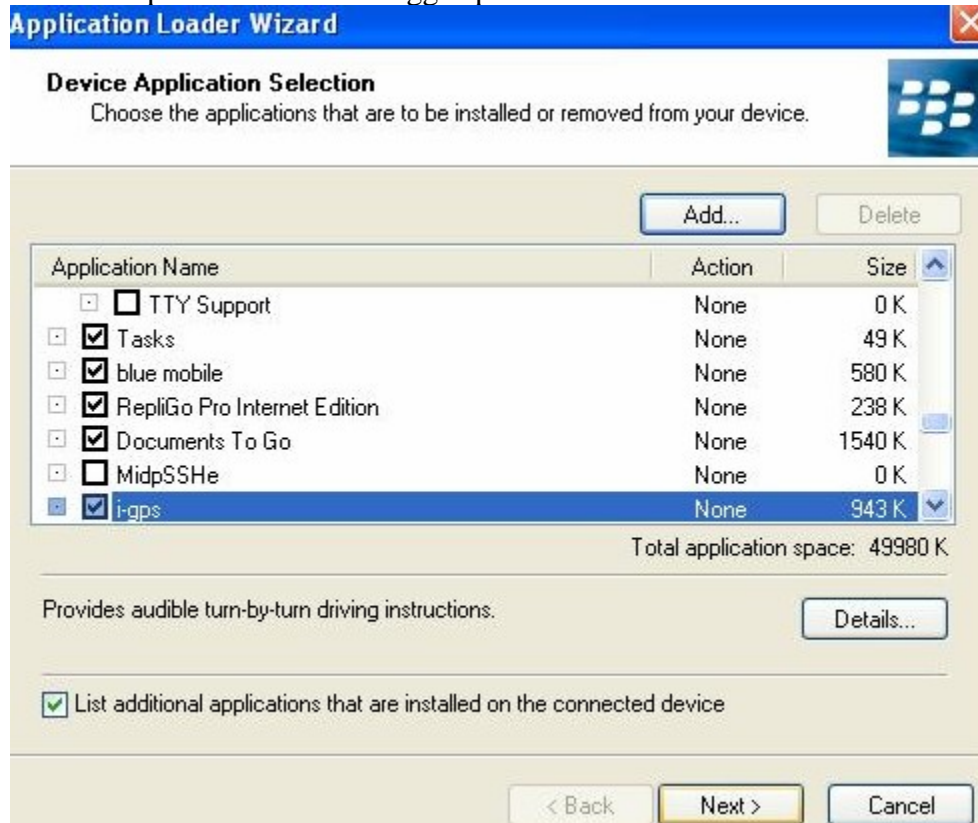 Application Loader Wizard
Device Application Selection
Choose the applications that are to be installed or removed from your device.
Add... Delete
Application Name Action Size
TTY Support None 0 K
Tasks None 49 K
blue mobile None 580 K
RepliGo Pro Internet Edition None 238 K
Documents To Go None 1540 K
MidpSSHe None 0 K
i-gps None 943 K
Total application space: 49980 K
Provides audible turn-by-turn driving instructions.
Details...
List additional applications that are installed on the connected device
< Back Next > Cancel